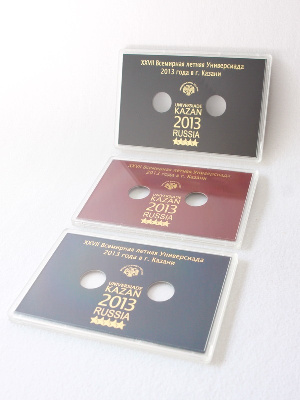 XXVII Всемирная летняя Универсиада
2013 года в г. Казани
UNIVERSIADE
KAZAN
2013
RUSSIA
XXVII Всемирная летняя Универсиада
2013 года в г. Казани
UNIVERSIADE
KAZAN
2013
RUSSIA
XXVII Всемирная летняя Универсиада
2013 года в г. Казани
UNIVERSIADE
KAZAN
2013
RUSSIA